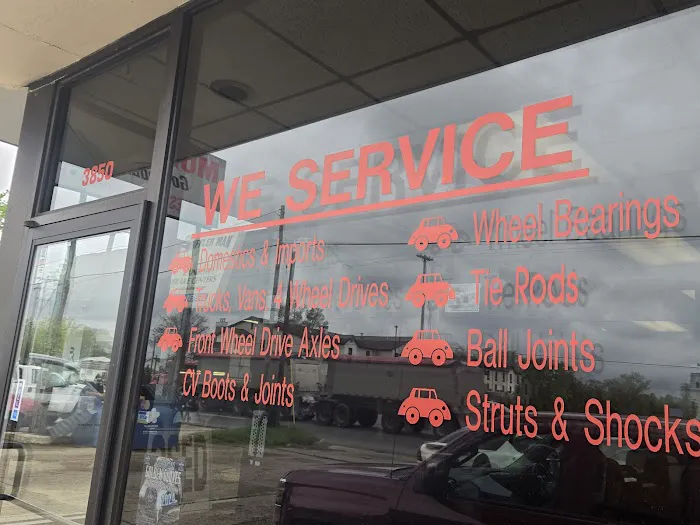 3850
WE SERVICE
Domestics & Imports
Trucks, Vans, 4 Wheel Drives
Front Wheel Drive Axles
CV Boots & Joints
Wheel Bearings
Tie Rods
Ball Joints
Struts & Shocks